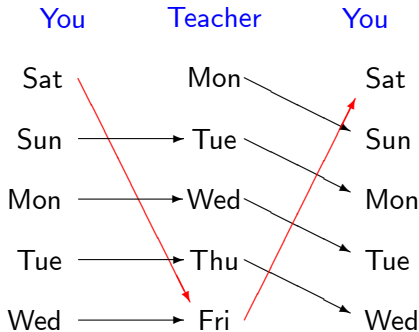 You Teacher You
Sat Mon Sat
Sun Tue Sun
Mon Wed Mon
Tue Thu Tue
Wed Fri Wed